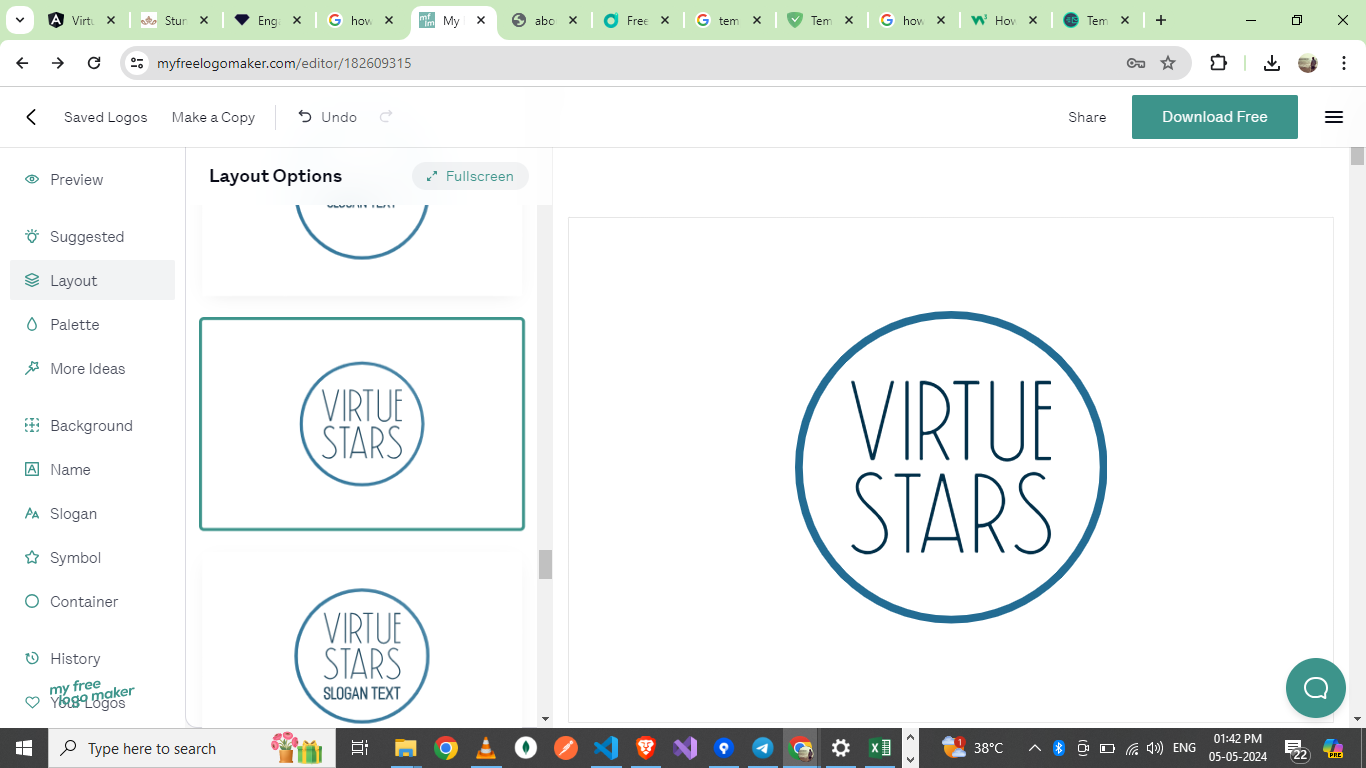 Virtu
Stur
Eng
how
My
abo
Free
tem
Tem
how
How
Tem
myfreelogomaker.com/editor/182609315
Saved Logos
Make a Copy
Undo
Share
Download Free
Preview
Suggested
Layout
Palette
More Ideas
Background
Name
Slogan
Symbol
Container
History
my free
logo maker
Your Logos
Layout Options
Fullscreen
SLOGAN TEXT
VIRTUE
STARS
VIRTUE
STARS
SLOGAN TEXT
VIRTUE
STARS
Type here to search
38°C
ENG
01:42 PM
05-05-2024
22
PRE